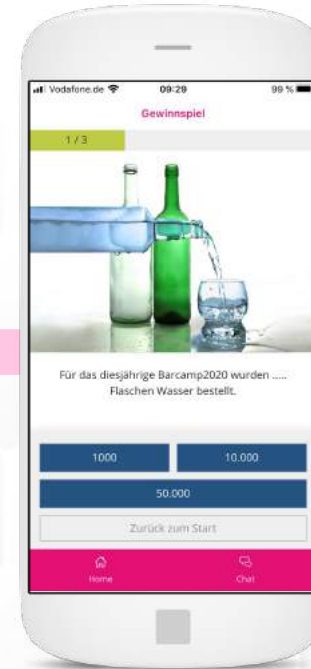 Vodafone.de 09:29 99 %
Gewinnspiel
1 / 3
Für das diesjährige Barcamp2020 wurden .....
Flaschen Wasser bestellt.
1000 10.000
50.000
Zurück zum Start
Home Chat